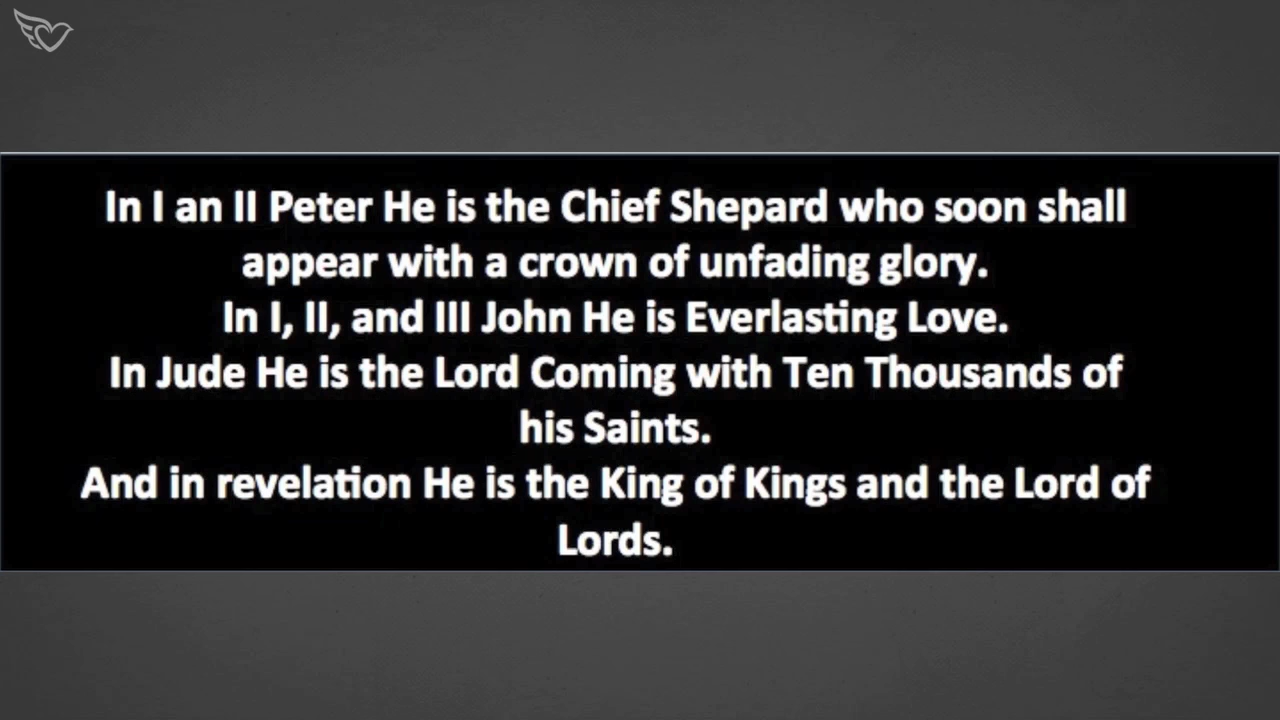 In I an II Peter He is the Chief Shepard who soon shall
appear with a crown of unfading glory.
In I, II, and III John He is Everlasting Love.
In Jude He is the Lord Coming with Ten Thousands of
his Saints.
And in revelation He is the King of Kings and the Lord of
Lords.